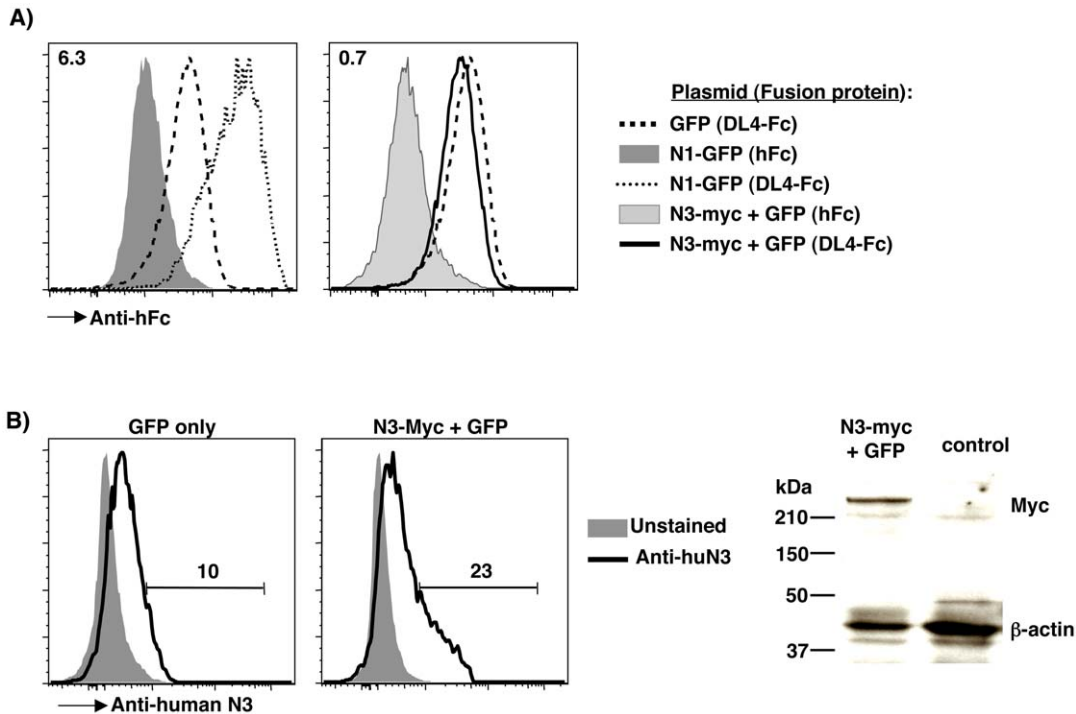 A)
6.3
0.7
Anti-hFc
Plasmid (Fusion protein):
GFP (DL4-Fc)
N1-GFP (hFc)
N1-GFP (DL4-Fc)
N3-myc + GFP (hFc)
N3-myc + GFP (DL4-Fc)
B)
GFP only
N3-Myc + GFP
10
23
Anti-human N3
Unstained
Anti-huN3
N3-myc
+ GFP
control
kDa
210
150
50
37
Myc
β-actin